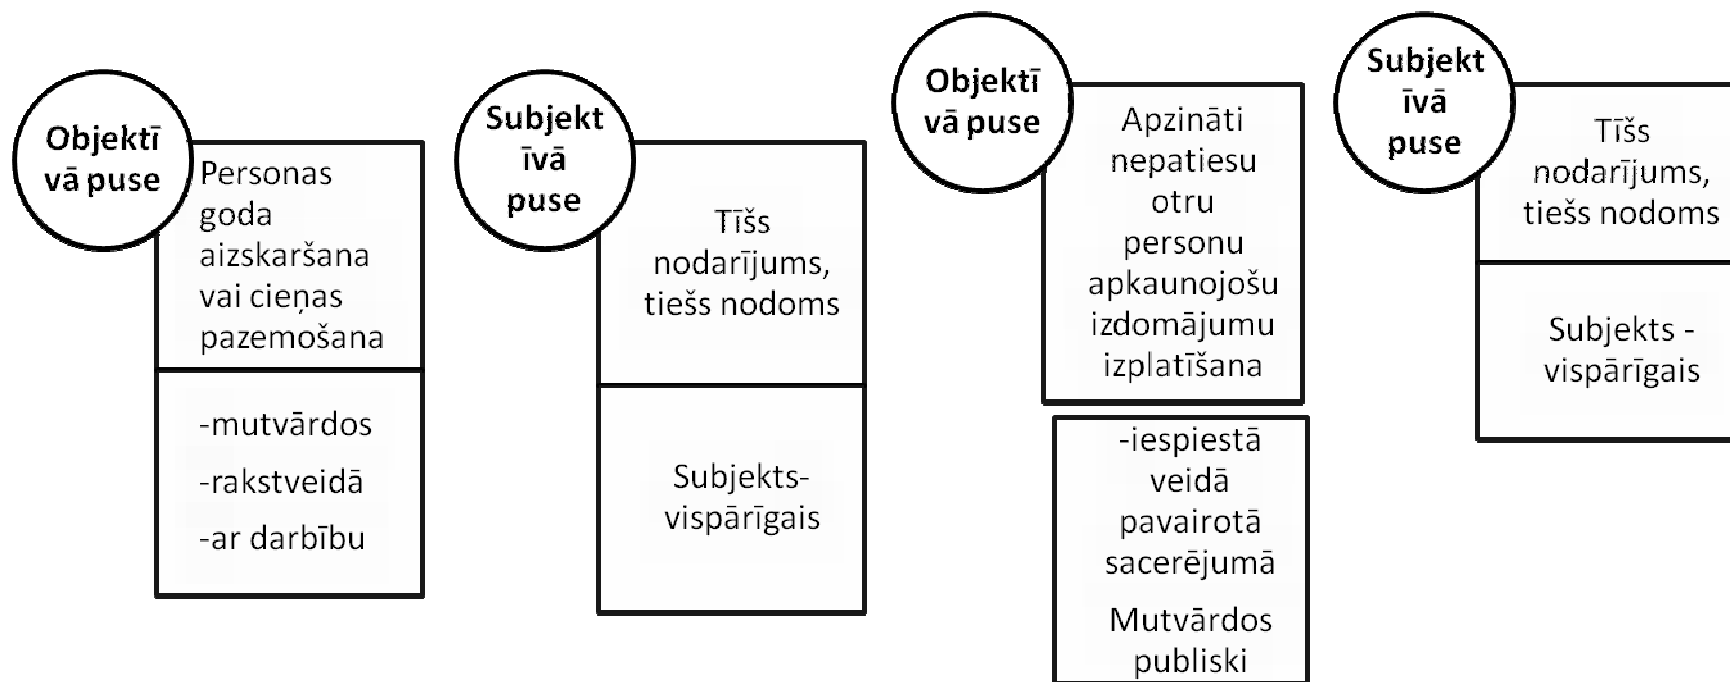 Objektī
vā puse
Personas
goda
aizskaršana
vai cieņas
pazemošana
-mutvārdos
-rakstveidā
-ar darbību
Subjekt
īvā
puse
Tīšs
nodarījums,
tiešs nodoms
Subjekts-
vispārīgais
Objektī
vā puse
Apzināti
nepatiesu
otru
personu
apkaunojošu
izdomājumu
izplatīšana
-iespiestā
veidā
pavairotā
sacerējumā
Mutvārdos
publiski
Subjekt
īvā
puse
Tīšs
nodarījums,
tiešs nodoms
Subjekts -
vispārīgais